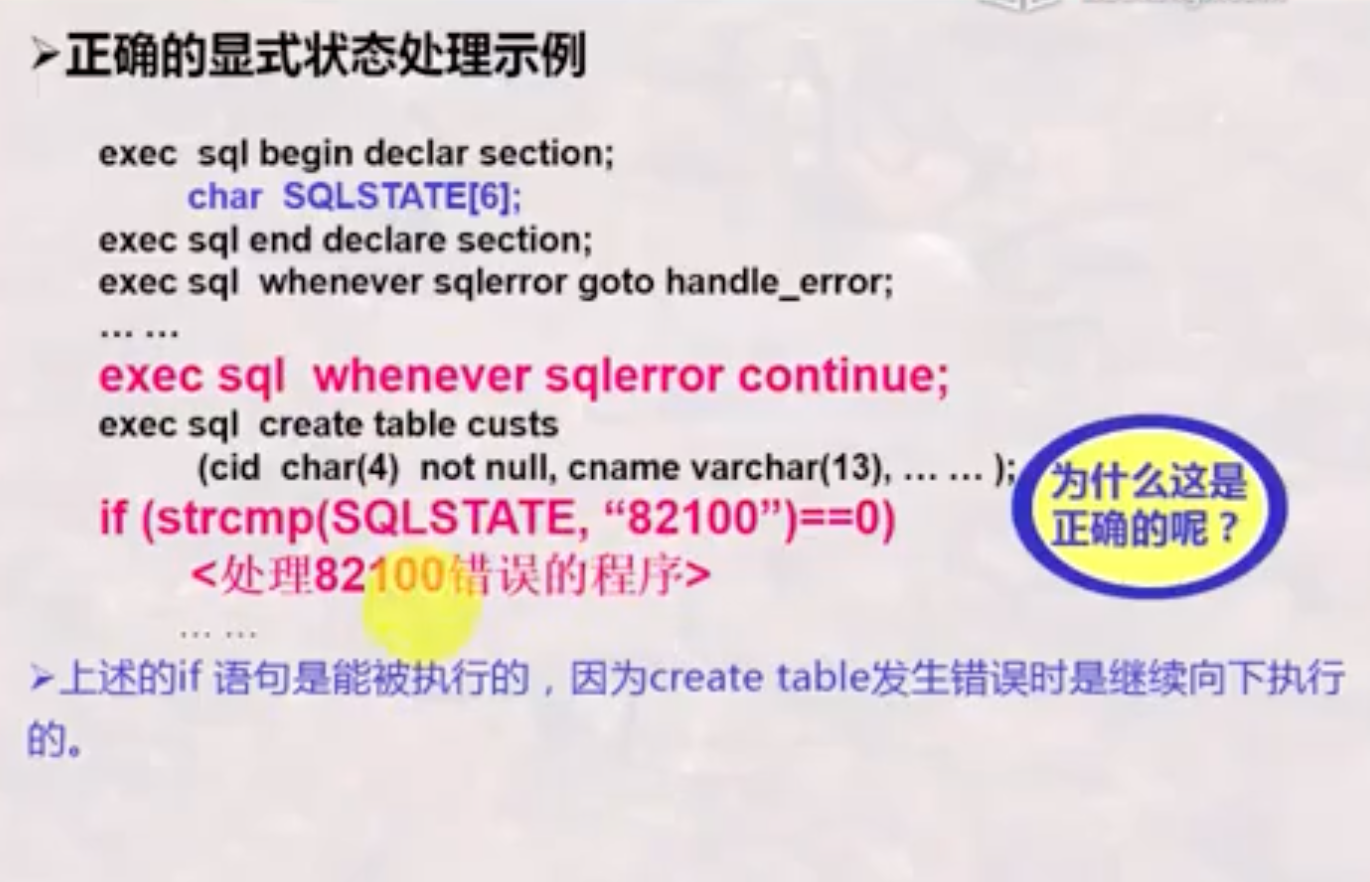 ➢正确的显式状态处理示例
exec sql begin declar section;
char SQLSTATE[6];
exec sql end declare section;
exec sql whenever sqlerror goto handle_error;
… …
exec sql whenever sqlerror continue;
exec sql create table custs
(cid char(4) not null, cname varchar(13), … … );
if (strcmp(SQLSTATE, “82100”)==0)
<处理82100错误的程序>
… …
为什么这是
正确的呢？
➢上述的if 语句是能被执行的，因为create table发生错误时是继续向下执行
的。